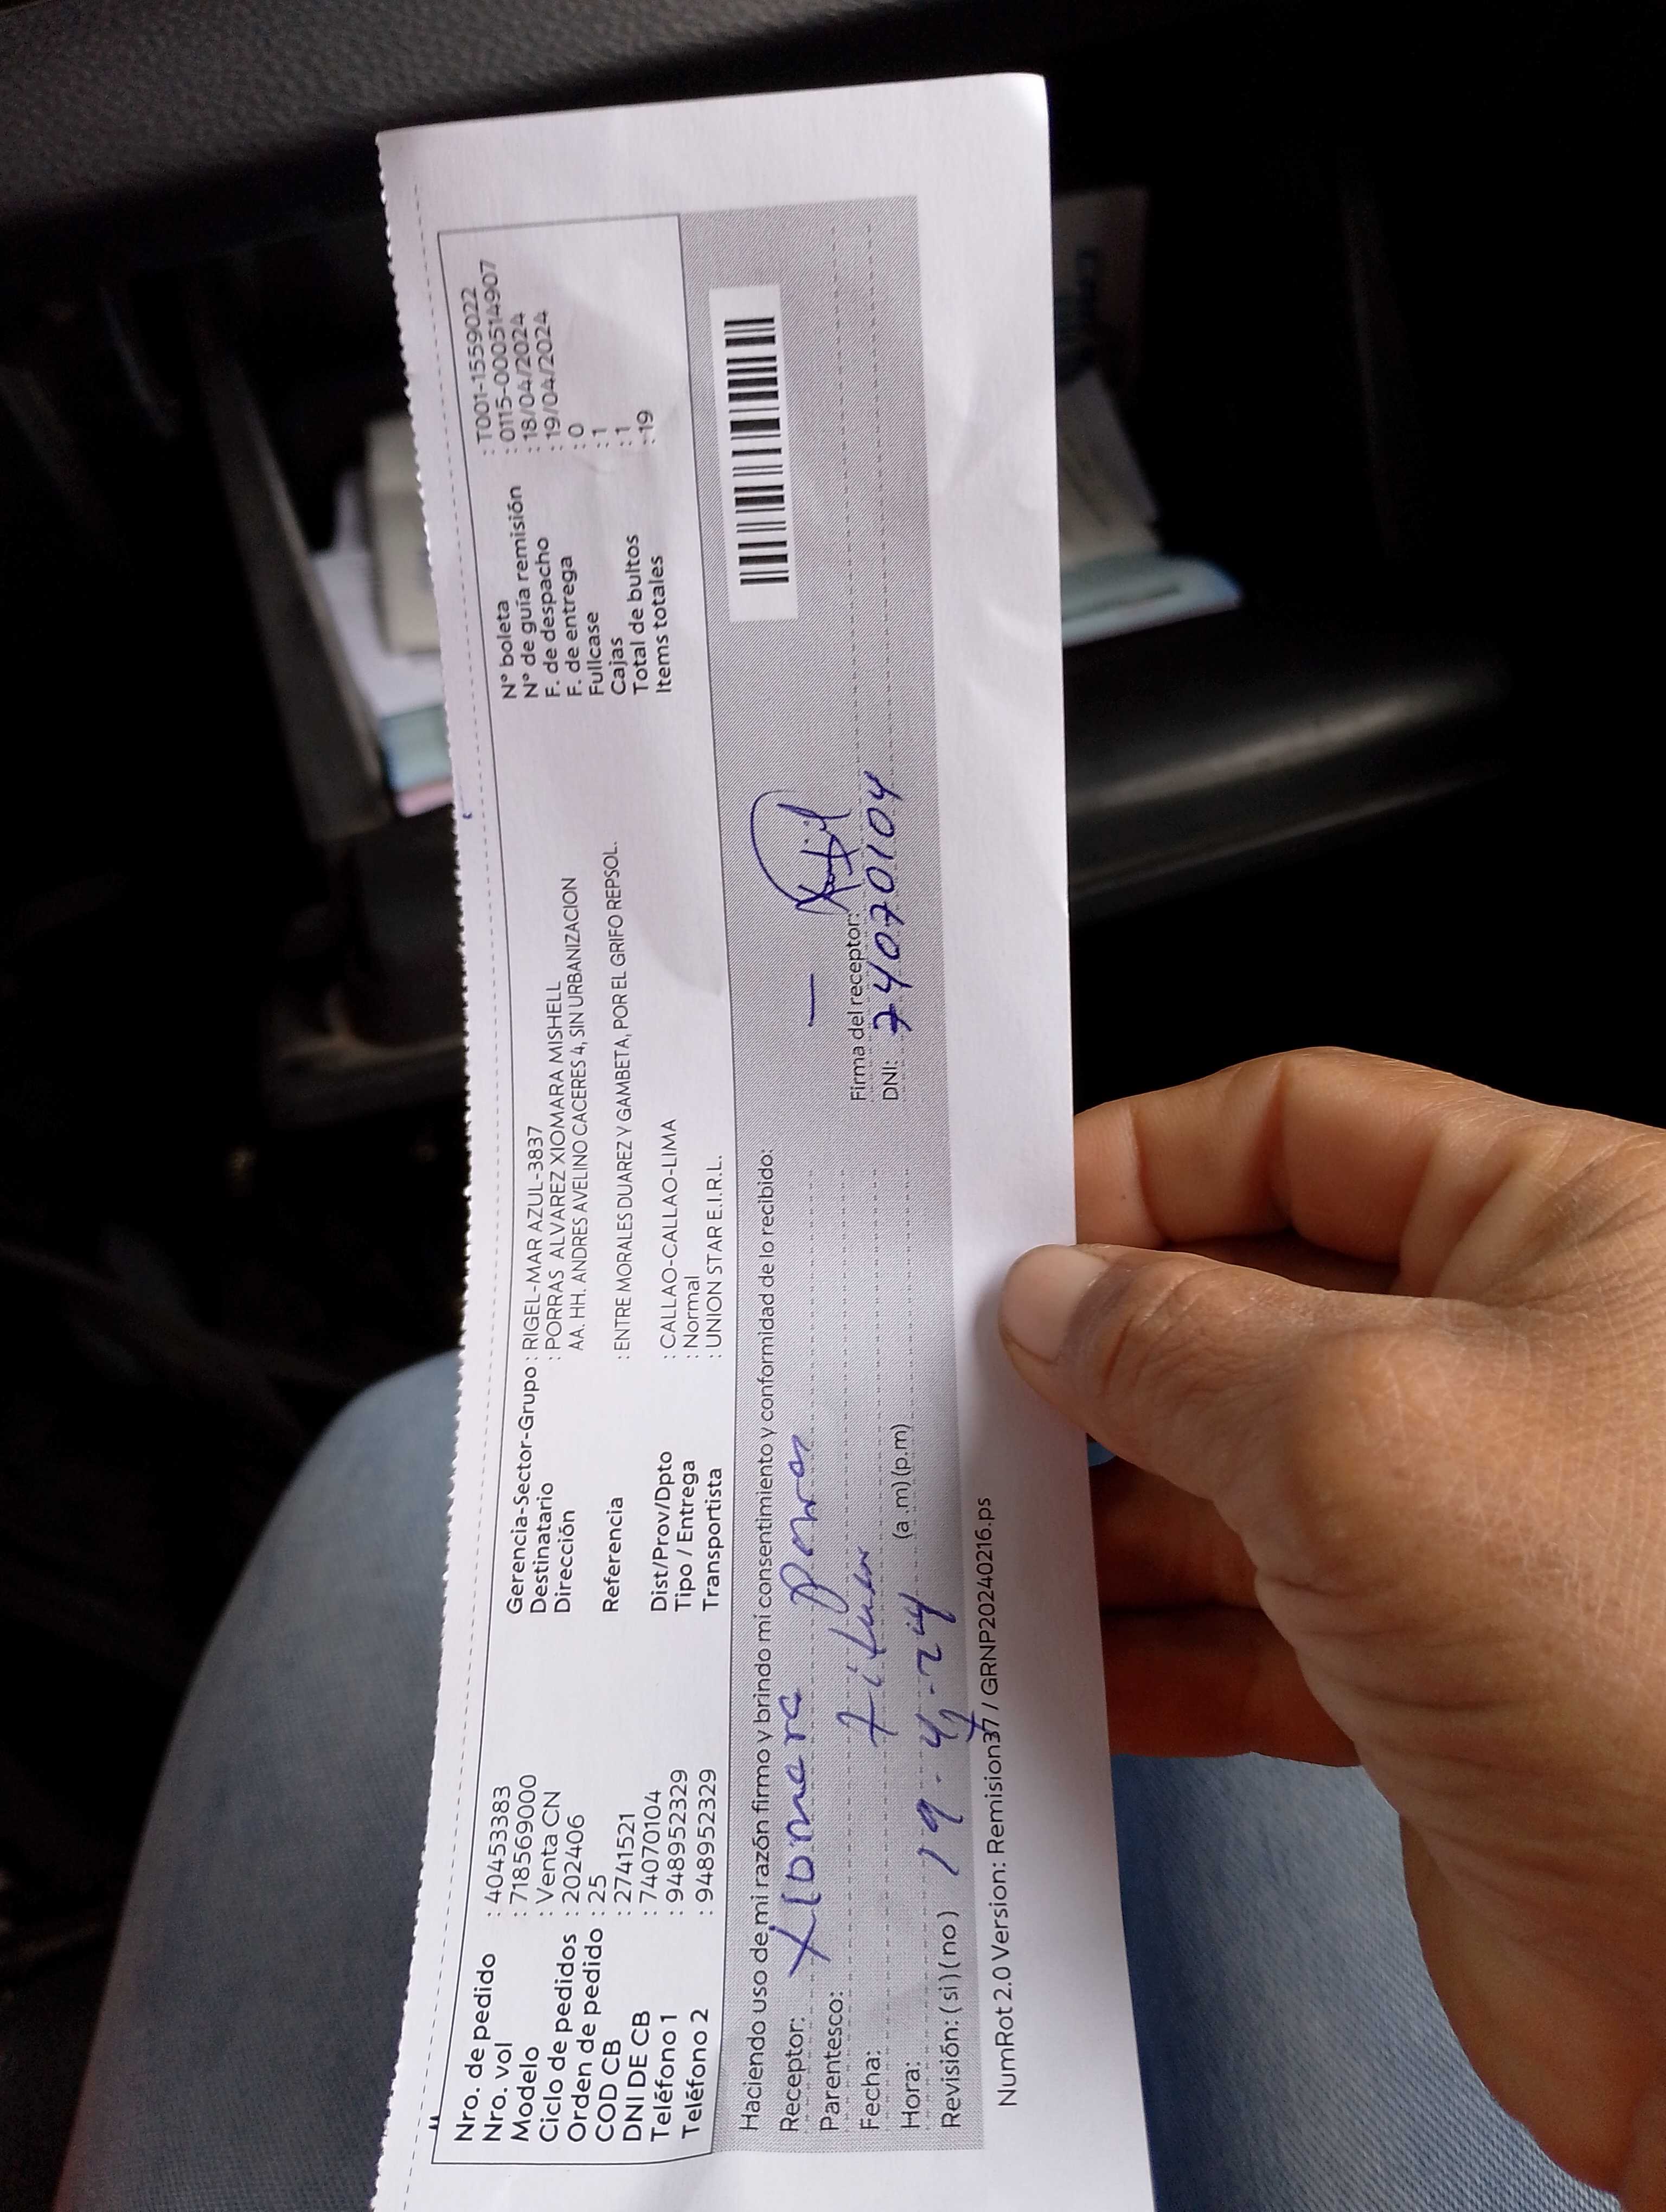 Nro. de pedido : 40453383
Nro. vol : 7185690​00
Modelo : Venta CN
Ciclo de pedidos : 202406
Orden de pedido : 25
COD CB : 2741521
DNI DE CB : 74070104
Teléfono 1 : 948952329
Teléfono 2 : 948952329
Gerencia-Sector-Grupo : RIGEL-MAR AZUL-3837
Destinatario : PORRAS ALVAREZ XIOMARA MISHELL
Dirección AA. HH. ANDRES AVELINO CACERES 4, SIN URBANIZACION
Referencia : ENTRE MORALES DUAREZ Y GAMBETA, POR EL GRIFO REPSOL.
Dist/Prov/Dpto : CALLAO-CALLAO-LIMA
Tipo / Entrega : Normal
Transportista : UNION STAR E.I.R.L.
N° boleta : T001-1559022
N° de guía remisión : 0115-000514907
F. de despacho : 18/04/2024
F. de entrega : 19/04/2024
Fullcase : 0
Cajas : 1
Total de bultos : 1
Items totales : 19
Haciendo uso de mi razón firmo y brindo mi consentimiento y conformidad de lo recibido:
Receptor: Xiomara Porras
Parentesco: Titular
Fecha: 19-4-24
Hora: (a.m) (p.m)
Revisión: (si) (no)
Firma del receptor:
DNI: 74070104
NumRot 2.0 Version: Remision37 / GRNP20240216.ps